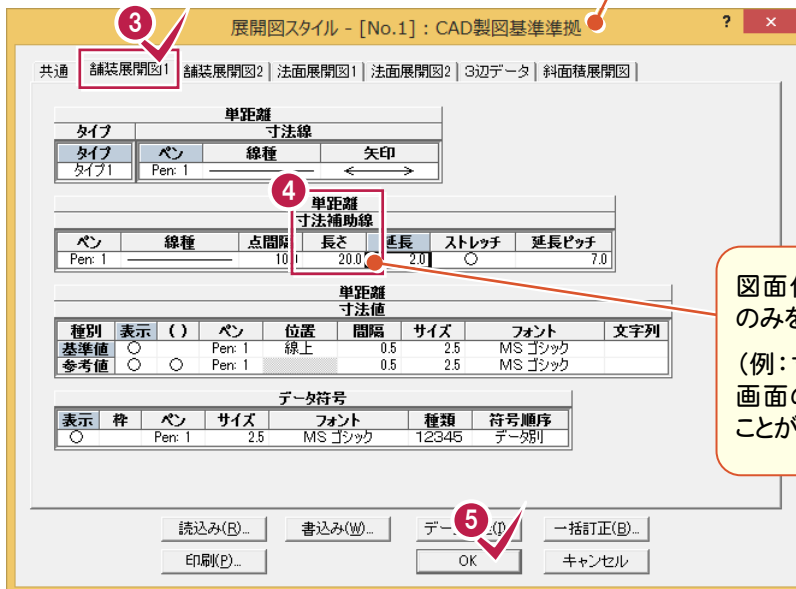 3
展開図スタイル - [No.1] : CAD製図基準準拠
? ×
共通 舗装展開図1 舗装展開図2 法面展開図1 法面展開図2 3辺データ 斜面積展開図
単距離
タイプ 寸法線
タイプ ペン 線種 矢印
タイプ1 Pen: 1
4
単距離
寸法補助線
ペン 線種 点間隔 長さ 延長 ストレッチ 延長ピッチ
Pen: 1 20.0 2.0 ○ 7.0
単距離
寸法値
種別 表示 ( ) ペン 位置 間隔 サイズ フォント 文字列
基準値 ○ Pen: 1 線上 0.5 2.5 MS ゴシック
参考値 ○ ○ Pen: 1 0.5 2.5 MS ゴシック
データ符号
表示 枠 ペン サイズ フォント 種類 符号順序
○ Pen: 1 2.5 MS ゴシック 12345 データ別
図面
のみを
(例:
画面の
ことが
読込み(R)... 書込み(W)... 一括訂正(B)...
5
印刷(P)... OK キャンセル